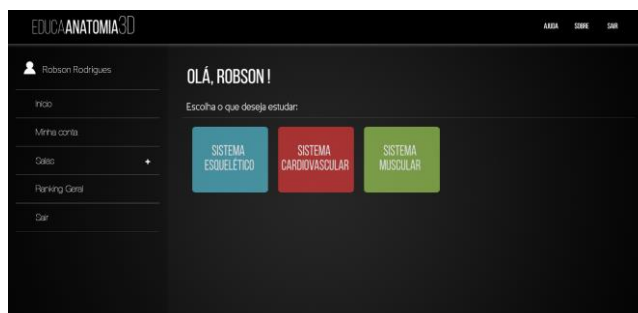 EDUCAANATOMIA3D
AJUDA SOBRE SAIR
Robson Rodrigues
Início
Minha conta
Salas +
Ranking Geral
Sair
OLÁ, ROBSON !
Escolha o que deseja estudar:
SISTEMA
ESQUELÉTICO
SISTEMA
CARDIOVASCULAR
SISTEMA
MUSCULAR